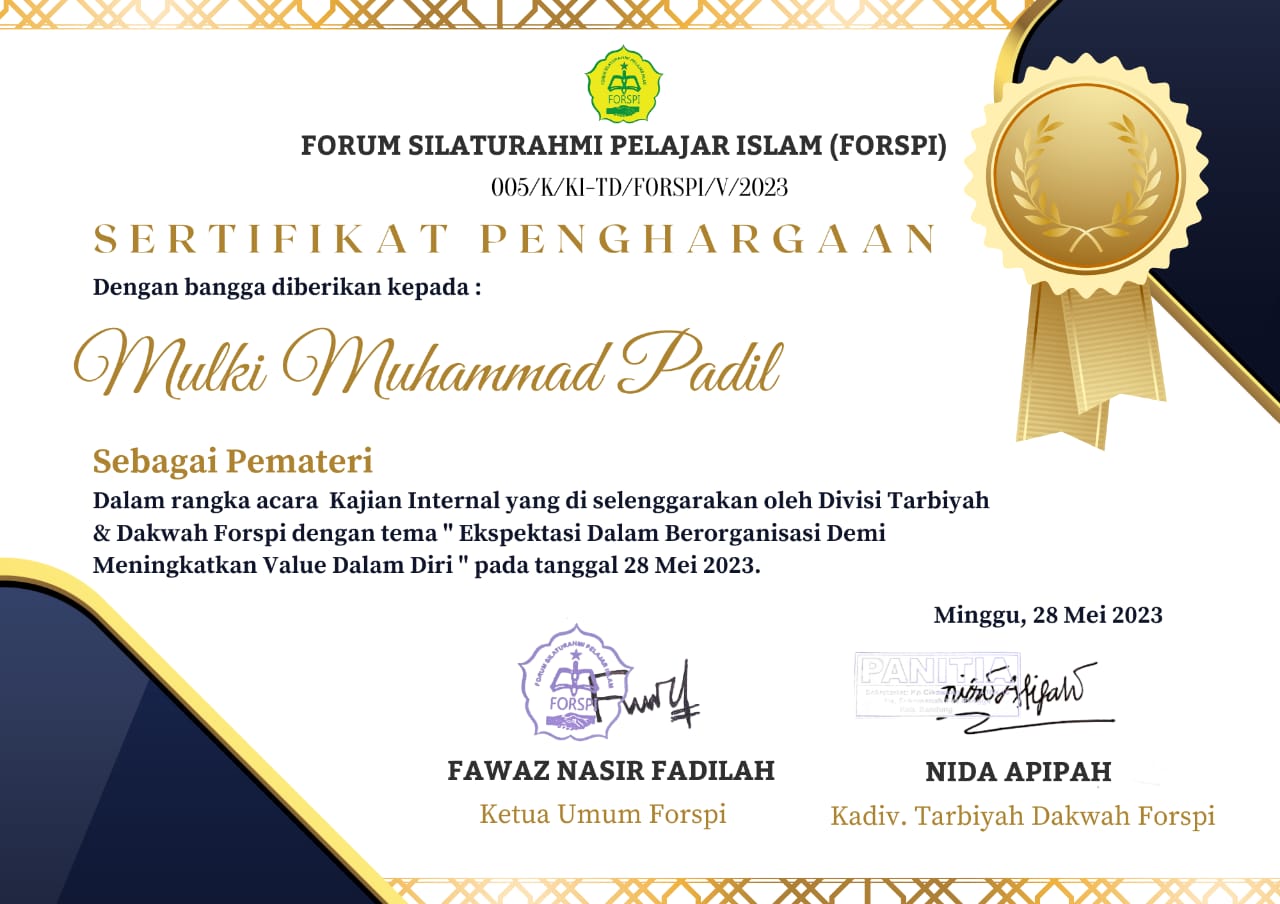 FORUM SILATURAHMI PELAJAR ISLAM
FORSPI
FORUM SILATURAHMI PELAJAR ISLAM (FORSPI)
005/K/KI-TD/FORSPI/V/2023
SERTIFIKAT PENGHARGAAN
Dengan bangga diberikan kepada :
Mulki Muhammad Padil
Sebagai Pemateri
Dalam rangka acara Kajian Internal yang di selenggarakan oleh Divisi Tarbiyah
& Dakwah Forspi dengan tema " Ekspektasi Dalam Berorganisasi Demi
Meningkatkan Value Dalam Diri " pada tanggal 28 Mei 2023.
Minggu, 28 Mei 2023
FORUM SILATURAHMI PELAJAR ISLAM
FORSPI
PANITIA
FAWAZ NASIR FADILAH
NIDA APIPAH
Ketua Umum Forspi
Kadiv. Tarbiyah Dakwah Forspi